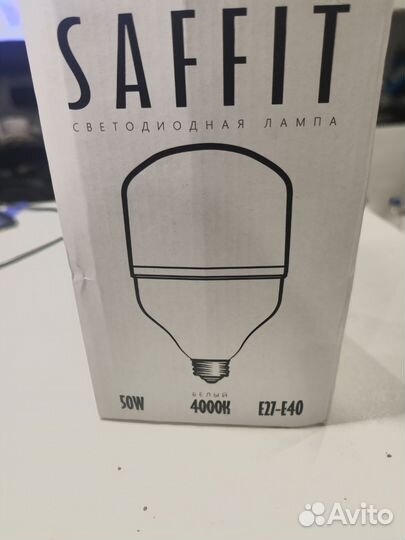 SAFFIT
СВЕТОДИОДНАЯ ЛАМПА
БЕЛЫЙ
50W 4000K E27-E40
Avito